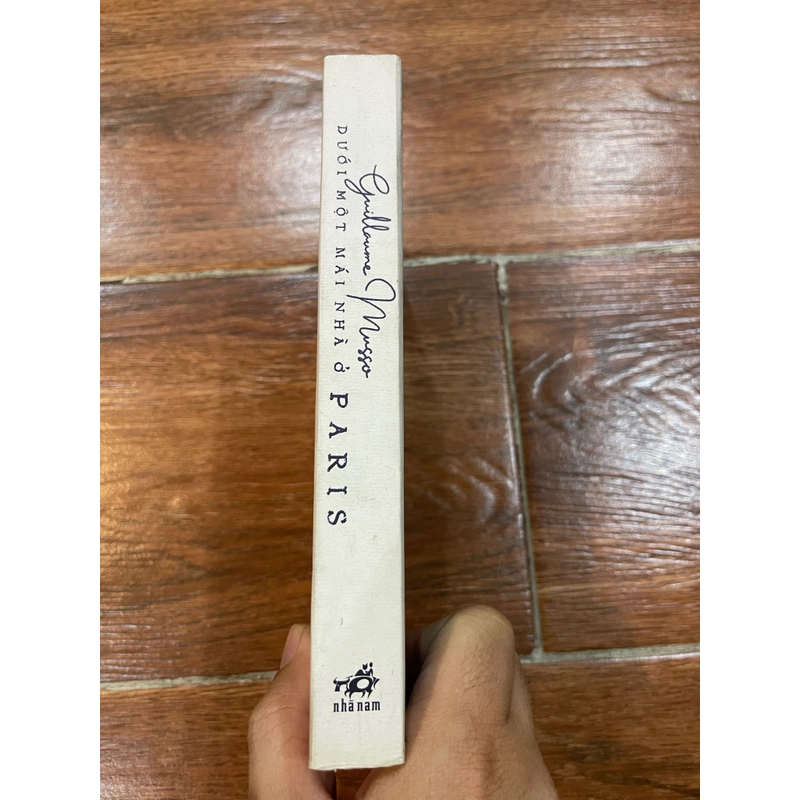 Guillaume Musso
DƯỚI MỘT MÁI NHÀ Ở PARIS
nhã nam